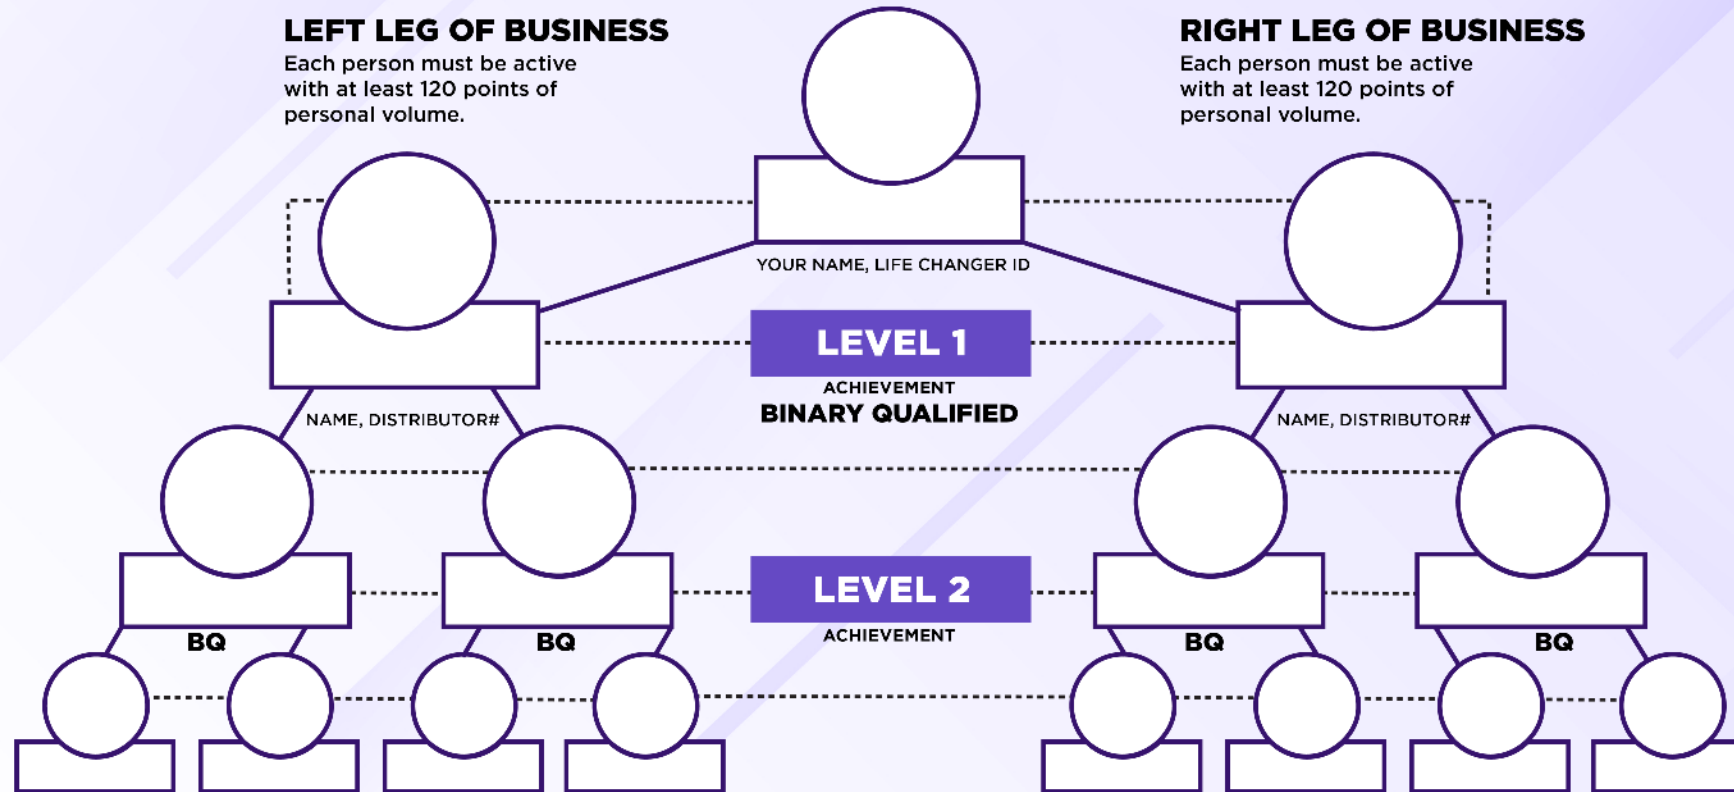 LEFT LEG OF BUSINESS
Each person must be active
with at least 120 points of
personal volume.
RIGHT LEG OF BUSINESS
Each person must be active
with at least 120 points of
personal volume.
YOUR NAME, LIFE CHANGER ID
LEVEL 1
ACHIEVEMENT
BINARY QUALIFIED
NAME, DISTRIBUTOR#
NAME, DISTRIBUTOR#
LEVEL 2
ACHIEVEMENT
BQ
BQ
BQ
BQ